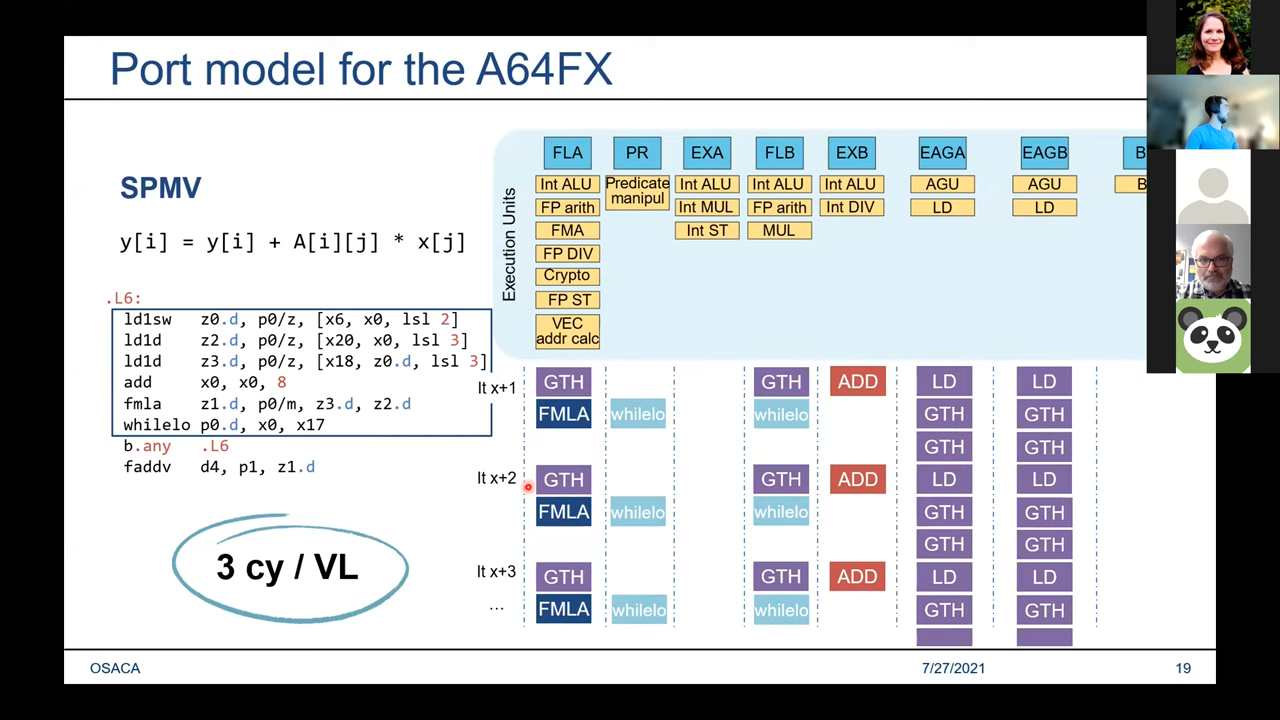 Port model for the A64FX
SPMV
y[i] = y[i] + A[i][j] * x[j]
.L6:
ld1sw z0.d, p0/z, [x6, x0, lsl 2]
ld1d z2.d, p0/z, [x20, x0, lsl 3]
ld1d z3.d, p0/z, [x18, z0.d, lsl 3]
add x0, x0, 8
fmla z1.d, p0/m, z3.d, z2.d
whilelo p0.d, x0, x17
b.any .L6
faddv d4, p1, z1.d
3 cy / VL
Execution Units
FLA PR EXA FLB EXB EAGA EAGB B
Int ALU Predicate manipul Int ALU Int ALU Int ALU AGU AGU B
FP arith Int MUL FP arith Int DIV LD LD
FMA Int ST MUL
FP DIV
Crypto
FP ST
VEC
addr calc
It x+1 GTH GTH ADD LD LD
FMLA whilelo whilelo GTH GTH
GTH GTH
It x+2 GTH GTH ADD LD LD
FMLA whilelo whilelo GTH GTH
GTH GTH
It x+3 GTH GTH ADD LD LD
... FMLA whilelo whilelo GTH GTH
OSACA 7/27/2021 19